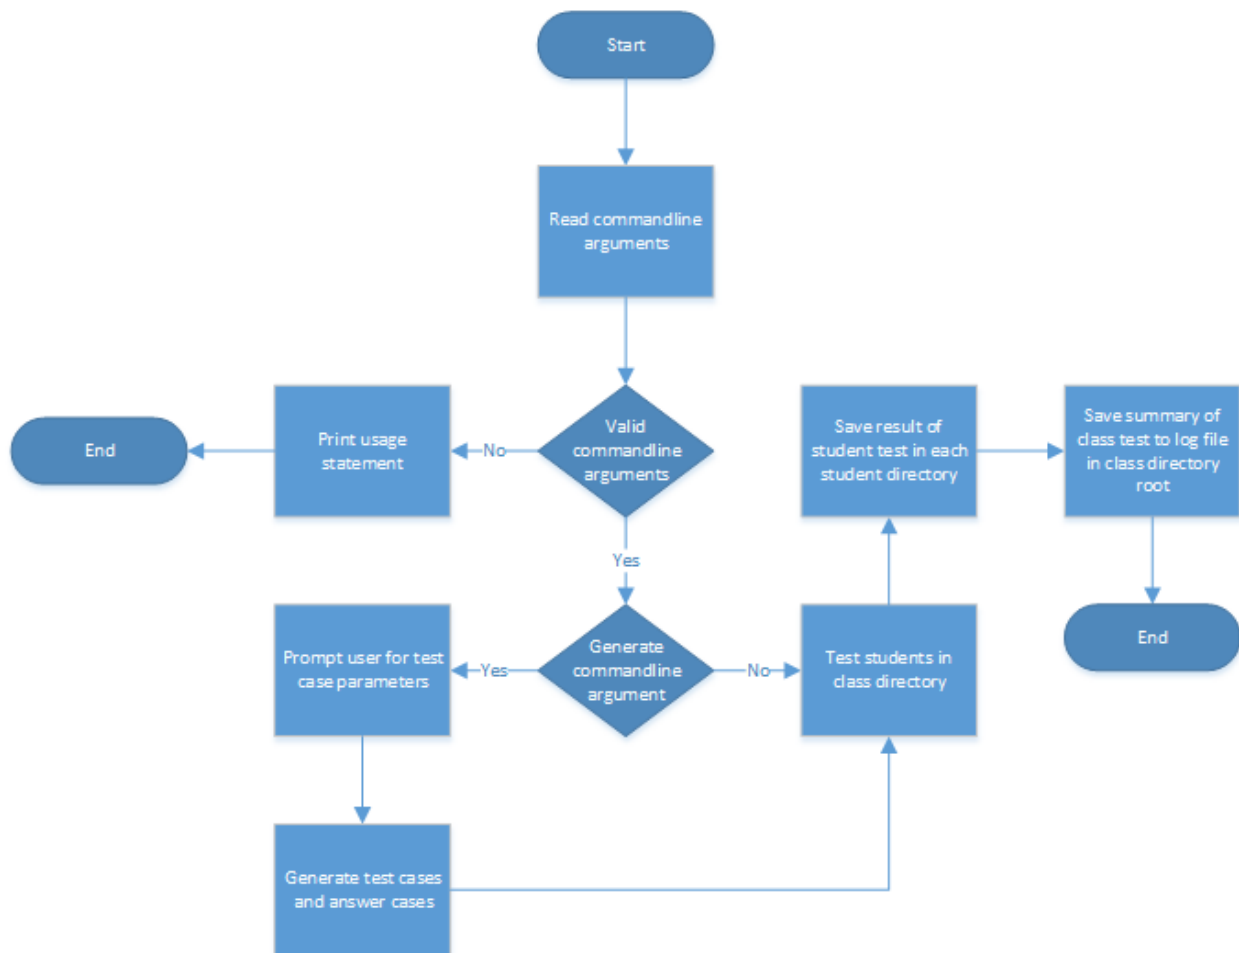 Start
Read commandline
arguments
Valid
commandline
arguments
No
Print usage
statement
End
Save result of
student test in each
student directory
Save summary of
class test to log file
in class directory
root
Yes
Generate
commandline
argument
Yes
Prompt user for test
case parameters
No
Test students in
class directory
End
Generate test cases
and answer cases